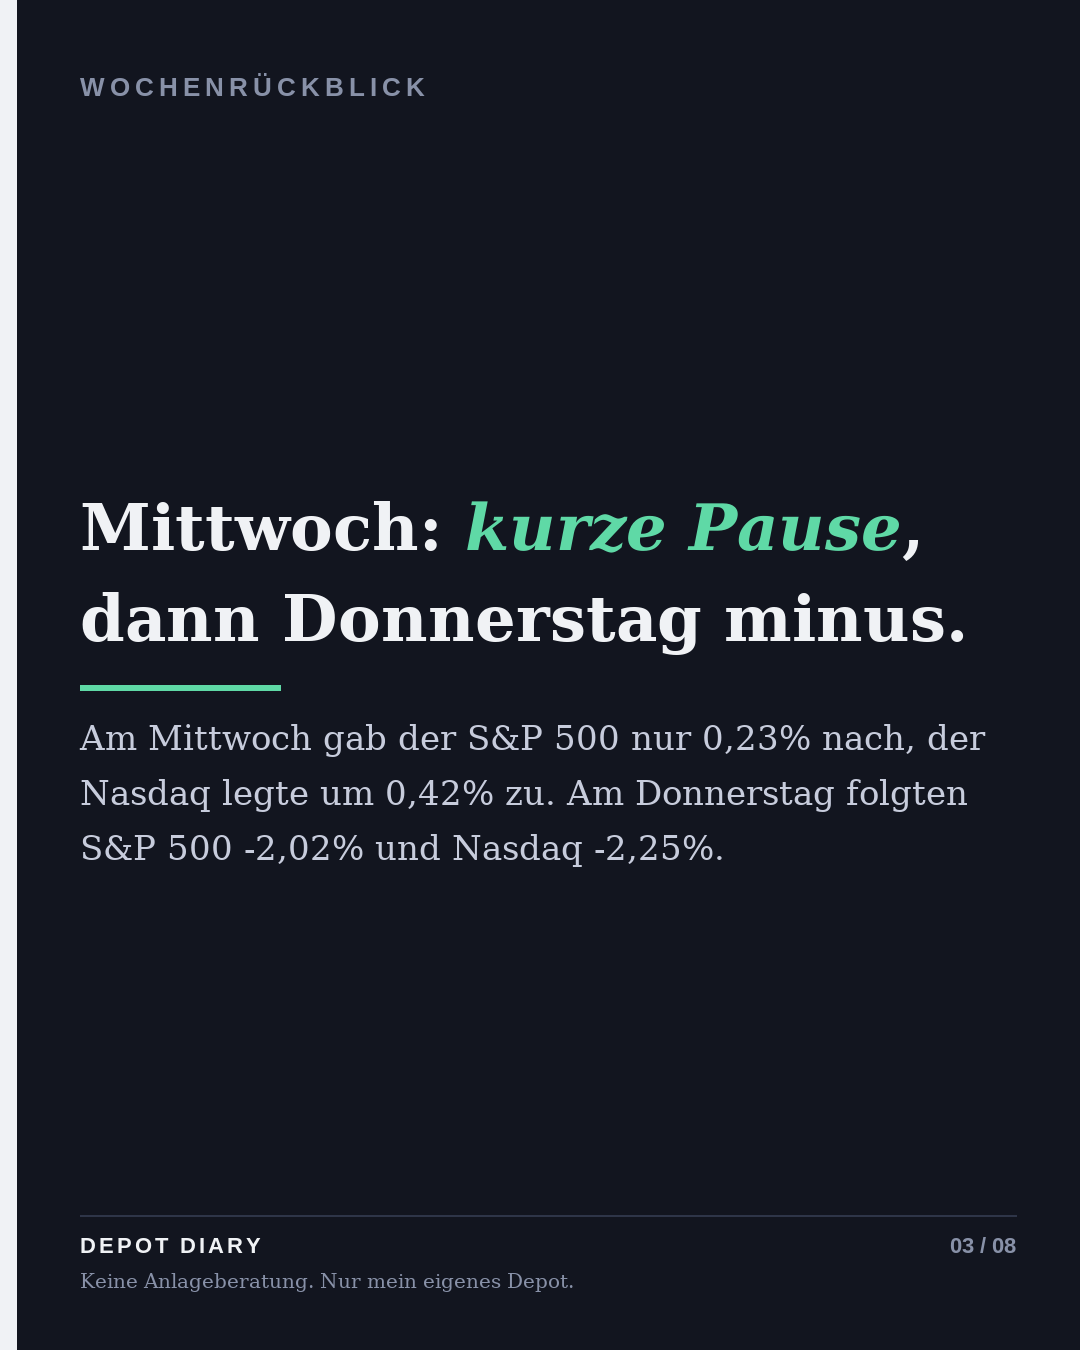 WOCHENRÜCKBLICK
Mittwoch: kurze Pause,
dann Donnerstag minus.
Am Mittwoch gab der S&P 500 nur 0,23% nach, der
Nasdaq legte um 0,42% zu. Am Donnerstag folgten
S&P 500 -2,02% und Nasdaq -2,25%.
DEPOT DIARY
03 / 08
Keine Anlageberatung. Nur mein eigenes Depot.